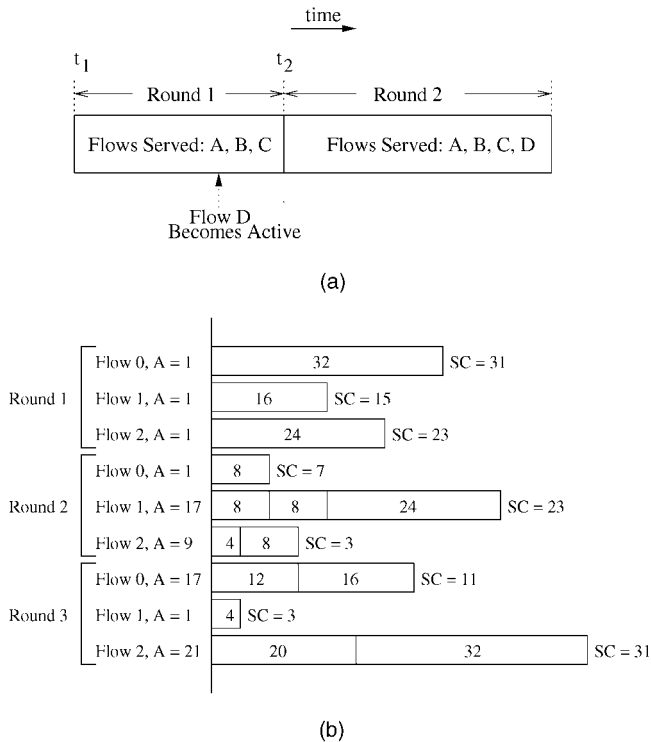 time
t1 t2
Round 1 Round 2
Flows Served: A, B, C Flows Served: A, B, C, D
Flow D
Becomes Active
(a)
Round 1
Flow 0, A = 1 32 SC = 31
Flow 1, A = 1 16 SC = 15
Flow 2, A = 1 24 SC = 23
Round 2
Flow 0, A = 1 8 SC = 7
Flow 1, A = 17 8 8 24 SC = 23
Flow 2, A = 9 4 8 SC = 3
Round 3
Flow 0, A = 17 12 16 SC = 11
Flow 1, A = 1 4 SC = 3
Flow 2, A = 21 20 32 SC = 31
(b)